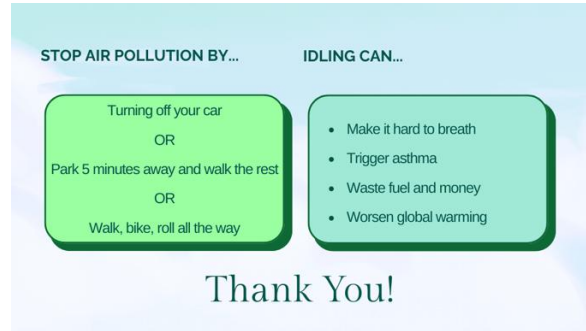 STOP AIR POLLUTION BY...
Turning off your car
OR
Park 5 minutes away and walk the rest
OR
Walk, bike, roll all the way
IDLING CAN...
• Make it hard to breath
• Trigger asthma
• Waste fuel and money
• Worsen global warming
Thank You!